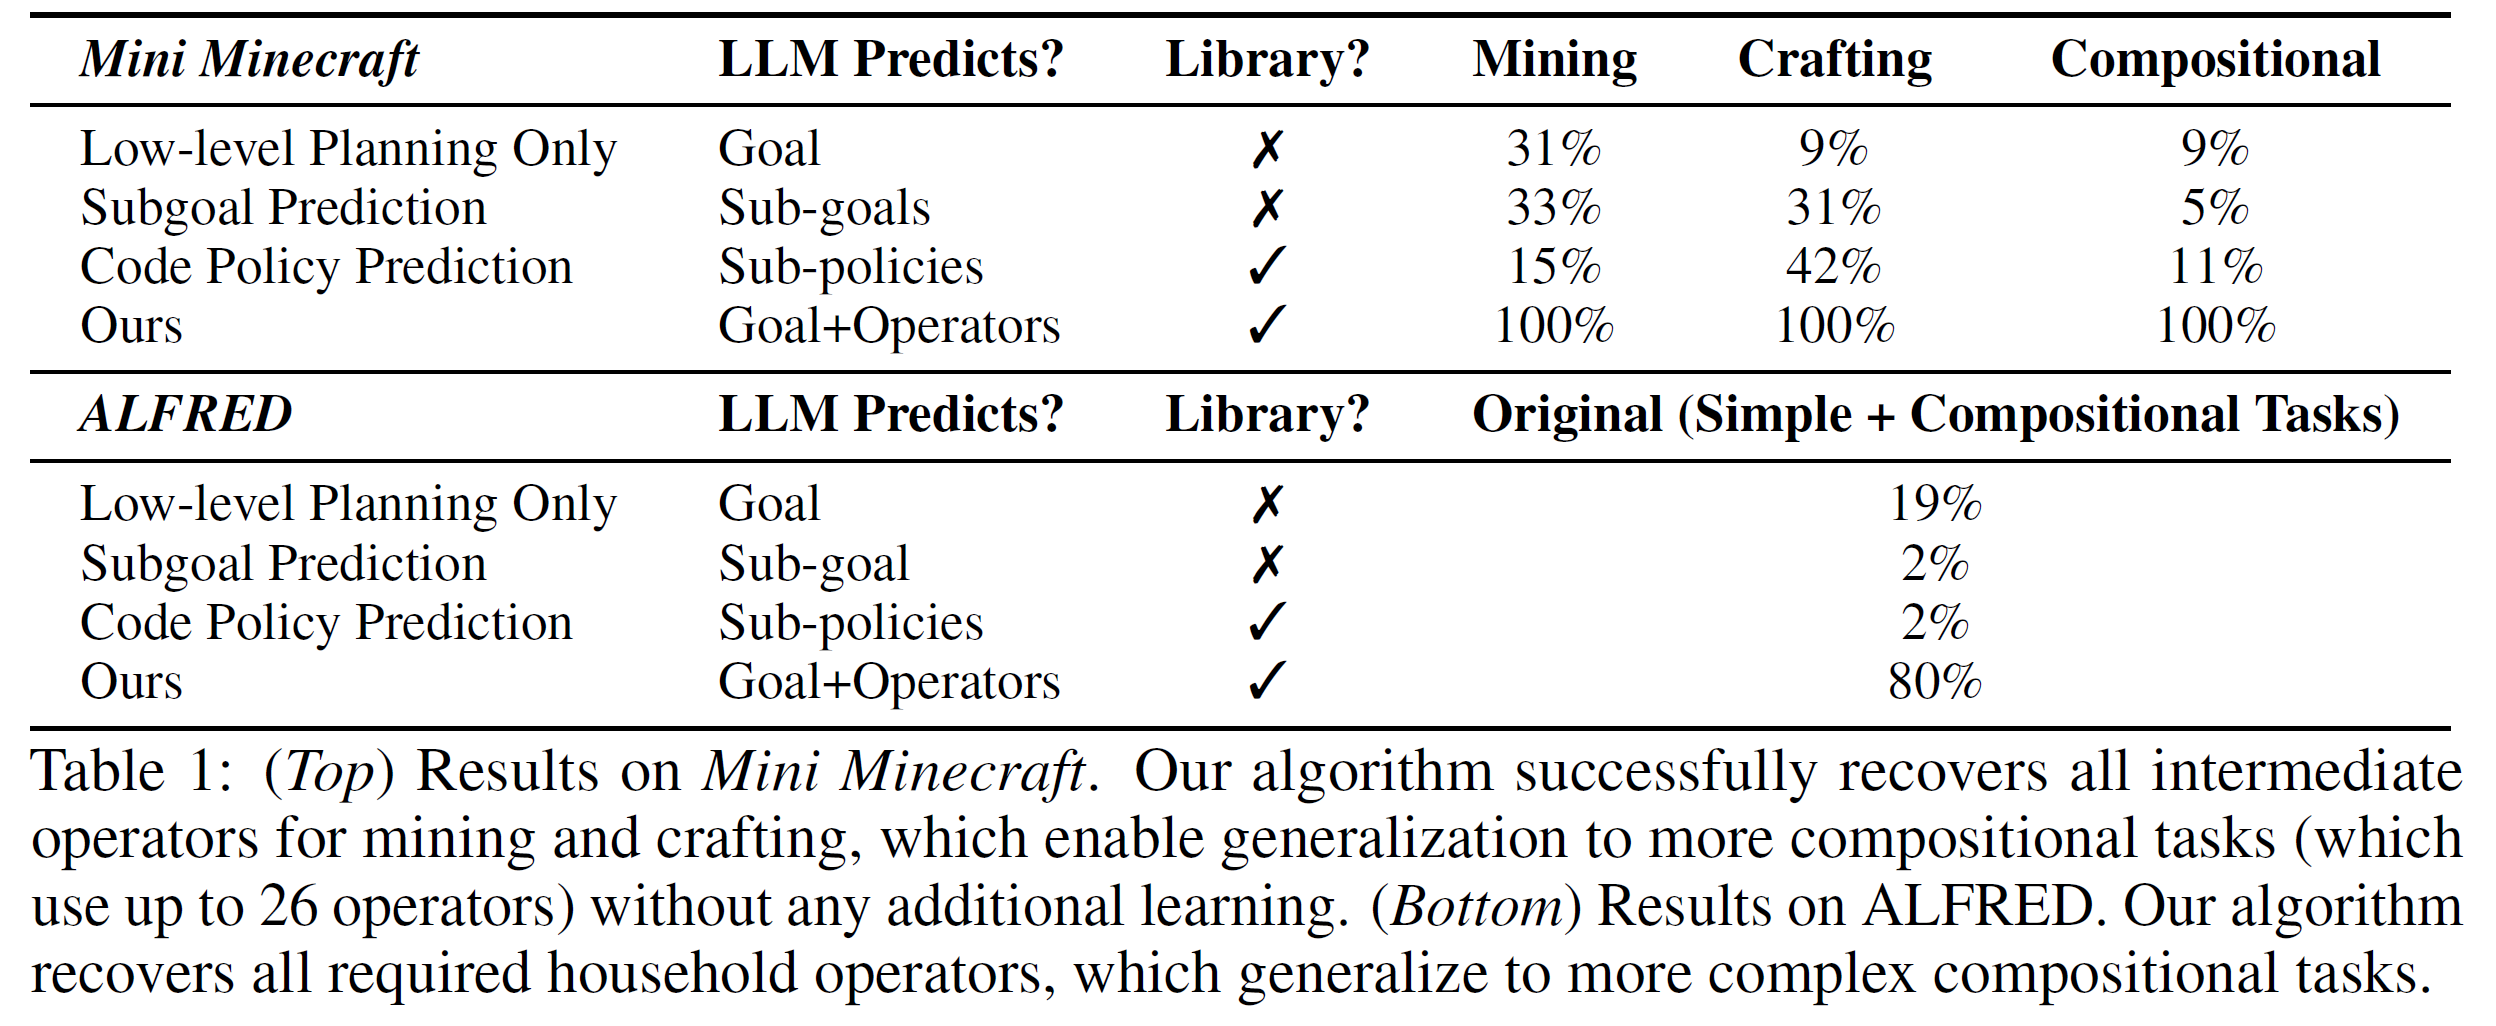 Mini Minecraft LLM Predicts? Library? Mining Crafting Compositional
Low-level Planning Only Goal ✗ 31% 9% 9%
Subgoal Prediction Sub-goals ✗ 33% 31% 5%
Code Policy Prediction Sub-policies ✓ 15% 42% 11%
Ours Goal+Operators ✓ 100% 100% 100%
ALFRED LLM Predicts? Library? Original (Simple + Compositional Tasks)
Low-level Planning Only Goal ✗ 19%
Subgoal Prediction Sub-goal ✗ 2%
Code Policy Prediction Sub-policies ✓ 2%
Ours Goal+Operators ✓ 80%
Table 1: (Top) Results on Mini Minecraft. Our algorithm successfully recovers all intermediate
operators for mining and crafting, which enable generalization to more compositional tasks (which
use up to 26 operators) without any additional learning. (Bottom) Results on ALFRED. Our algorithm
recovers all required household operators, which generalize to more complex compositional tasks.